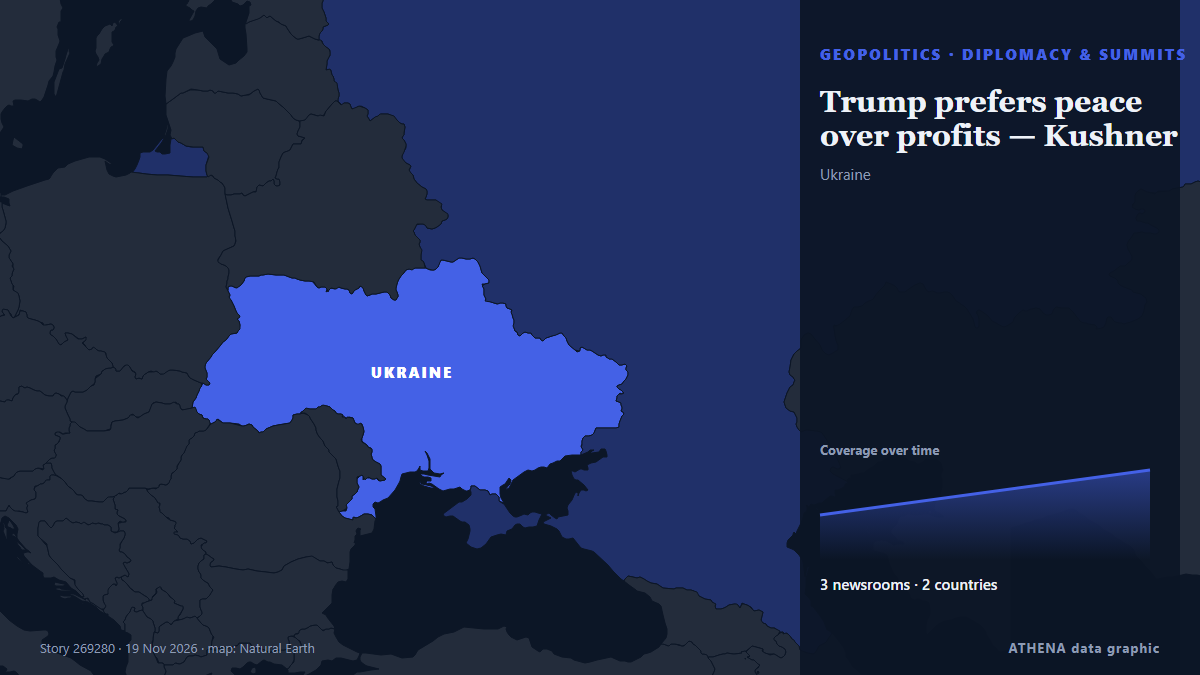 GEOPOLITICS · DIPLOMACY & SUMMITS
Trump prefers peace
over profits — Kushner
Ukraine
UKRAINE
Coverage over time
3 newsrooms · 2 countries
Story 269280 · 19 Nov 2026 · map: Natural Earth
ATHENA data graphic